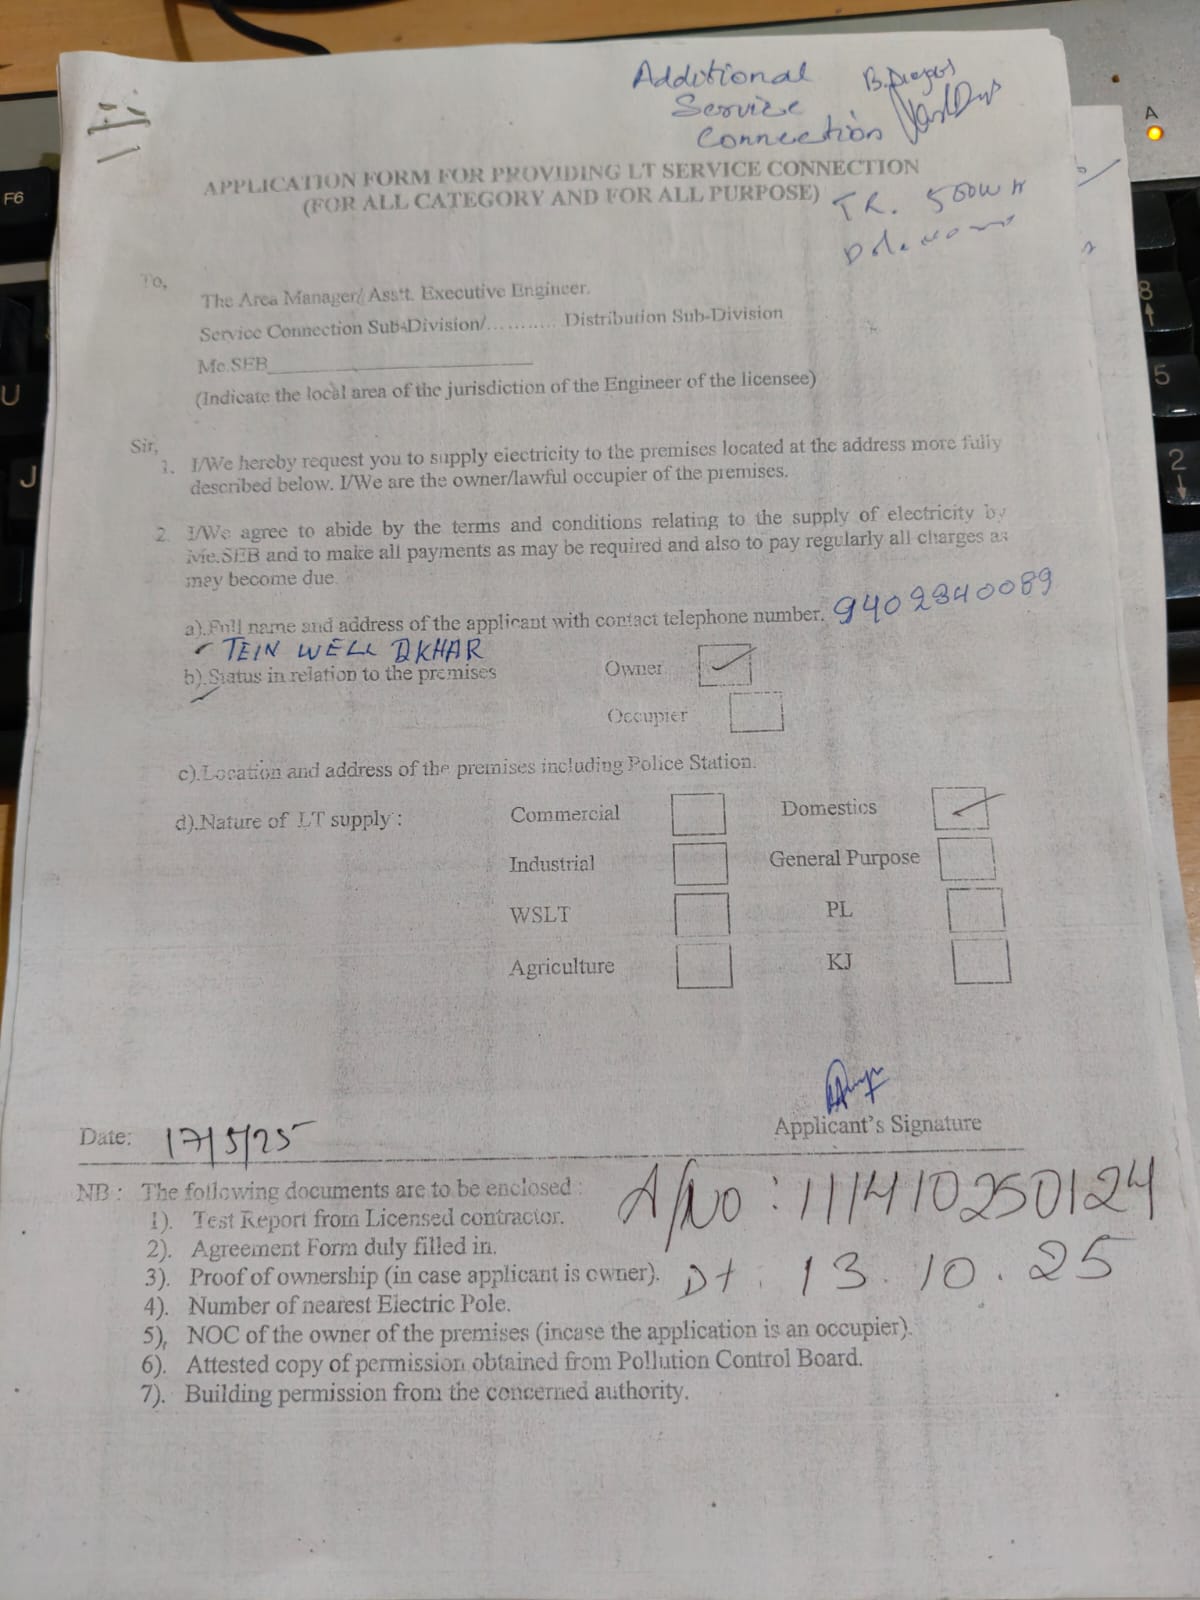 Additional
Service
Connection
APPLICATION FORM FOR PROVIDING LT SERVICE CONNECTION
(FOR ALL CATEGORY AND FOR ALL PURPOSE)
TR. 500W
To,
The Area Manager/ Asstt. Executive Engineer.
Service Connection Sub-Division/........... Distribution Sub-Division
Me.SEB
(Indicate the local area of the jurisdiction of the Engineer of the licensee)
Sir,
1. I/We hereby request you to supply electricity to the premises located at the address more fully
described below. I/We are the owner/lawful occupier of the premises.
2. I/We agree to abide by the terms and conditions relating to the supply of electricity by
Me.SEB and to make all payments as may be required and also to pay regularly all charges as
may become due.
a).Full name and address of the applicant with contact telephone number. 9402340089
TEIN WELL DKHAR
b).Status in relation to the premises Owner
Occupier
c).Location and address of the premises including Police Station.
d).Nature of LT supply : Commercial Domestics
Industrial General Purpose
WSLT PL
Agriculture KJ
Date: 17/5/25 Applicant's Signature
NB : The following documents are to be enclosed :
A/No : 111410250124
1). Test Report from Licensed contractor.
2). Agreement Form duly filled in.
3). Proof of ownership (in case applicant is owner). Dt. 13.10.25
4). Number of nearest Electric Pole.
5), NOC of the owner of the premises (incase the application is an occupier).
6). Attested copy of permission obtained from Pollution Control Board.
7). Building permission from the concerned authority.
F6
U
J
A
8
5
2